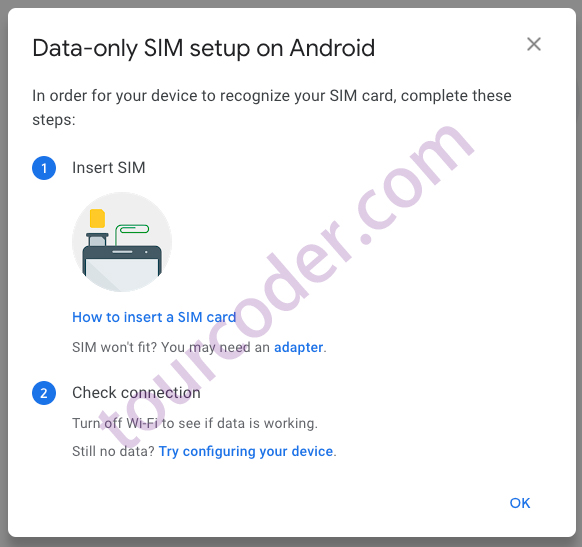 Data-only SIM setup on Android
In order for your device to recognize your SIM card, complete these
steps:
1 Insert SIM
How to insert a SIM card
SIM won't fit? You may need an adapter.
2 Check connection
Turn off Wi-Fi to see if data is working.
Still no data? Try configuring your device.
OK
tourcoder.com